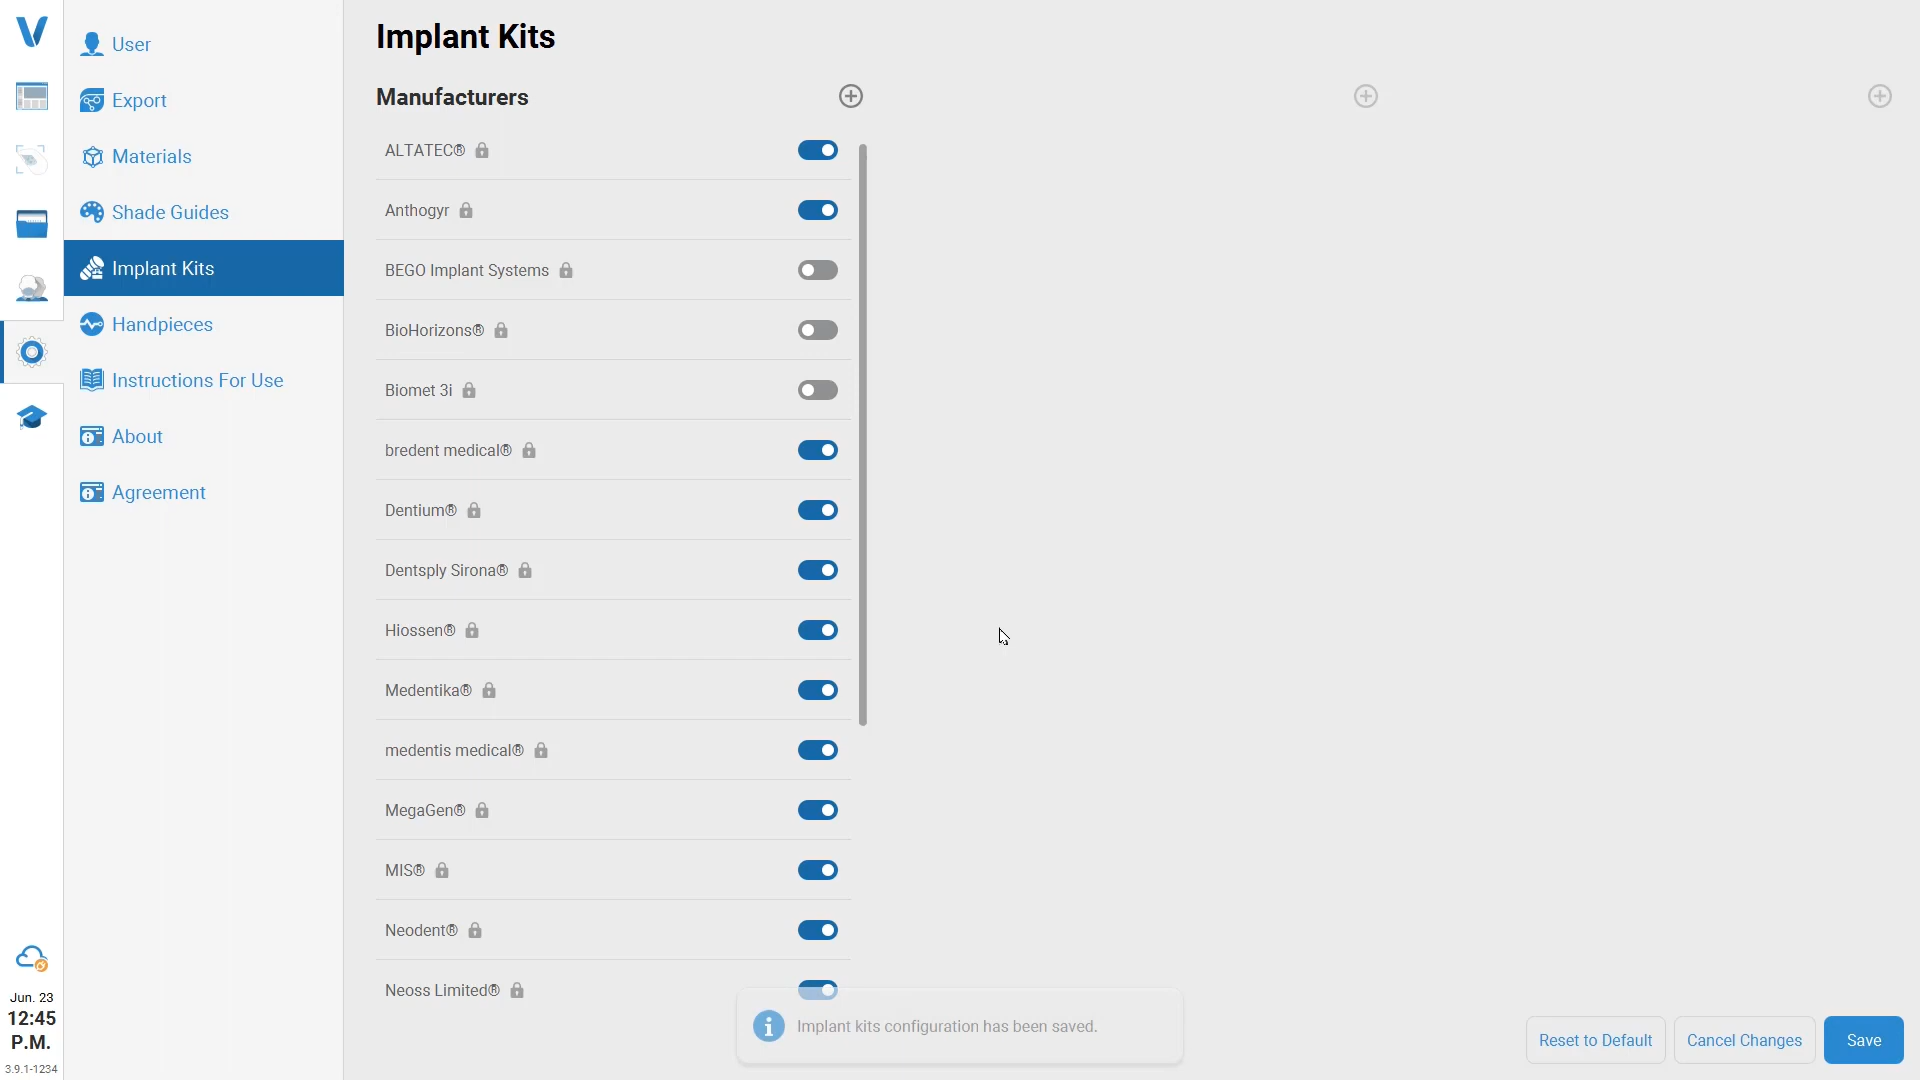 User
Export
Materials
Shade Guides
Implant Kits
Handpieces
Instructions For Use
About
Agreement
Jun. 23
12:45
P.M.
3.9.1-1234
Implant Kits
Manufacturers
ALTATEC®
Anthogyr
BEGO Implant Systems
BioHorizons®
Biomet 3i
bredent medical®
Dentium®
Dentsply Sirona®
Hiossen®
Medentika®
medentis medical®
MegaGen®
MIS®
Neodent®
Neoss Limited®
Implant kits configuration has been saved.
Reset to Default
Cancel Changes
Save